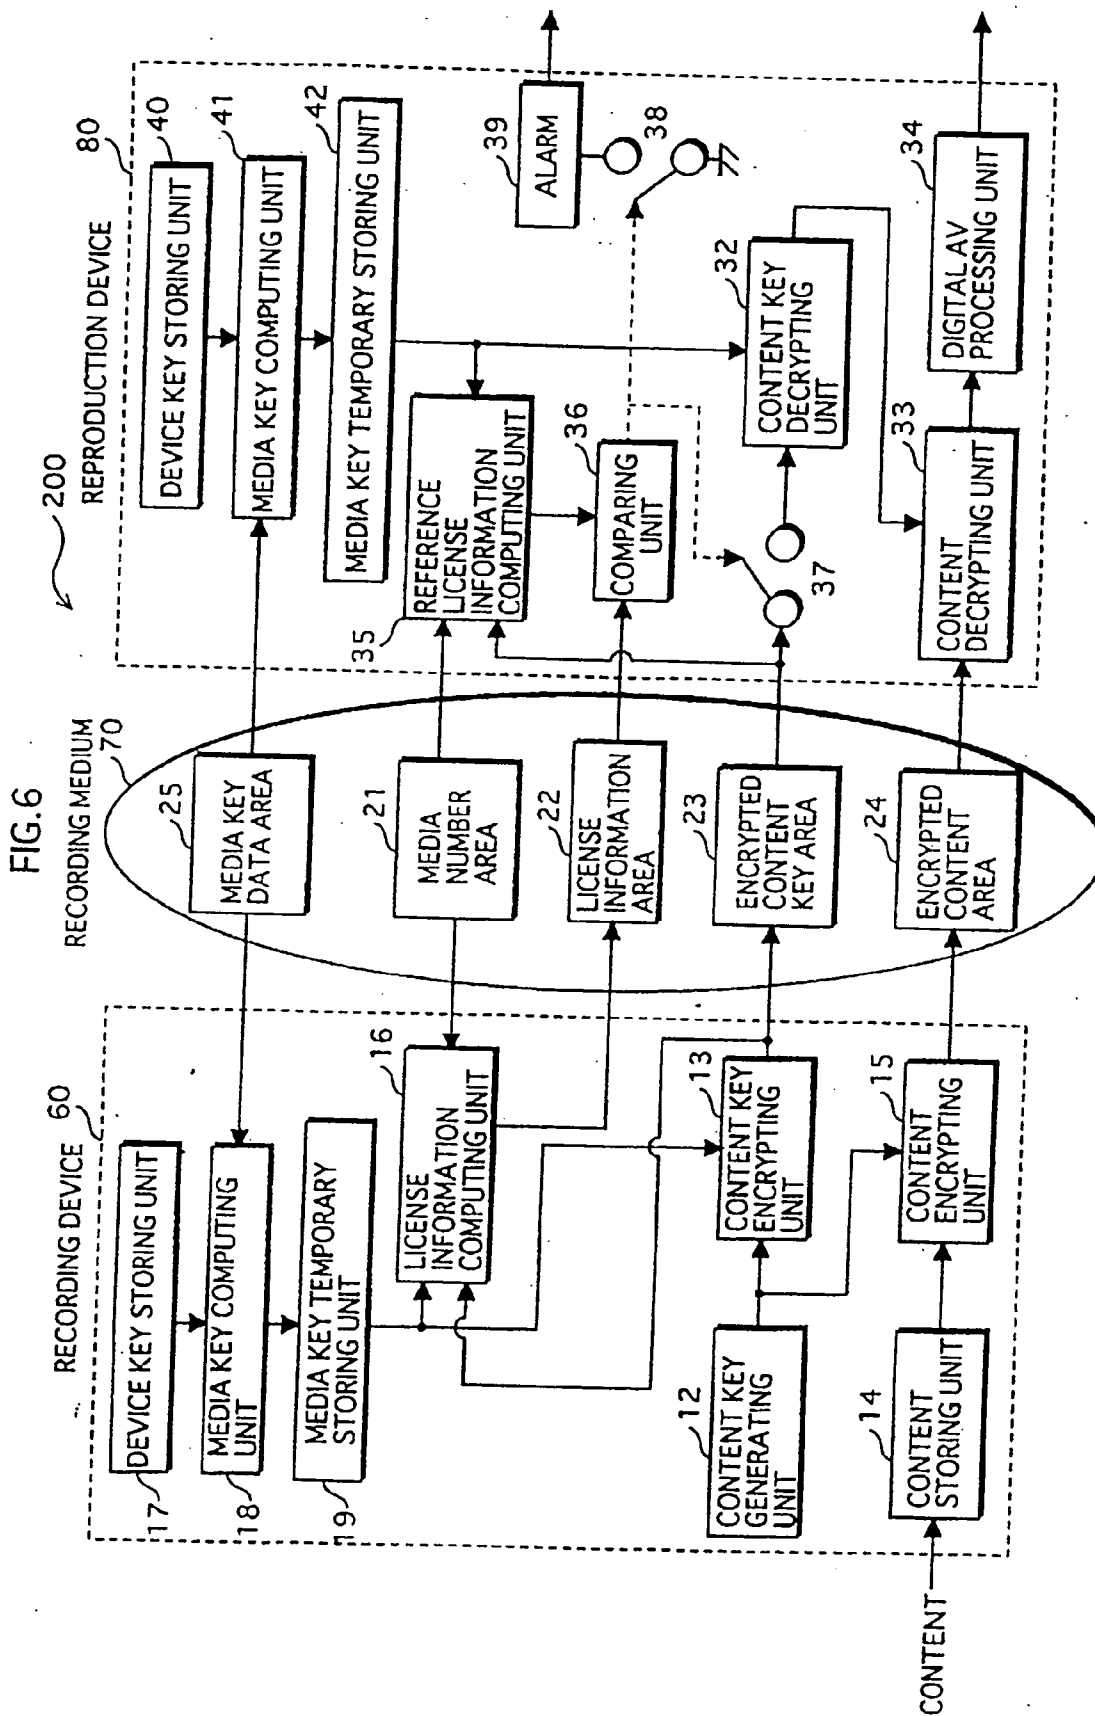 FIG.6
200
RECORDING DEVICE
60
17
DEVICE KEY STORING UNIT
18
MEDIA KEY COMPUTING
UNIT
19
MEDIA KEY TEMPORARY
STORING UNIT
16
LICENSE
INFORMATION
COMPUTING UNIT
12
CONTENT KEY
GENERATING
UNIT
13
CONTENT KEY
ENCRYPTING
UNIT
14
CONTENT
STORING UNIT
15
CONTENT
ENCRYPTING
UNIT
CONTENT
RECORDING MEDIUM
70
25
MEDIA KEY
DATA AREA
21
MEDIA
NUMBER
AREA
22
LICENSE
INFORMATION
AREA
23
ENCRYPTED
CONTENT
KEY AREA
24
ENCRYPTED
CONTENT
AREA
REPRODUCTION DEVICE
80
40
DEVICE KEY STORING UNIT
41
MEDIA KEY COMPUTING UNIT
42
MEDIA KEY TEMPORARY STORING UNIT
35
REFERENCE
LICENSE
INFORMATION
COMPUTING UNIT
39
ALARM
38
36
COMPARING
UNIT
37
32
CONTENT KEY
DECRYPTING
UNIT
33
CONTENT
DECRYPTING UNIT
34
DIGITAL AV
PROCESSING UNIT